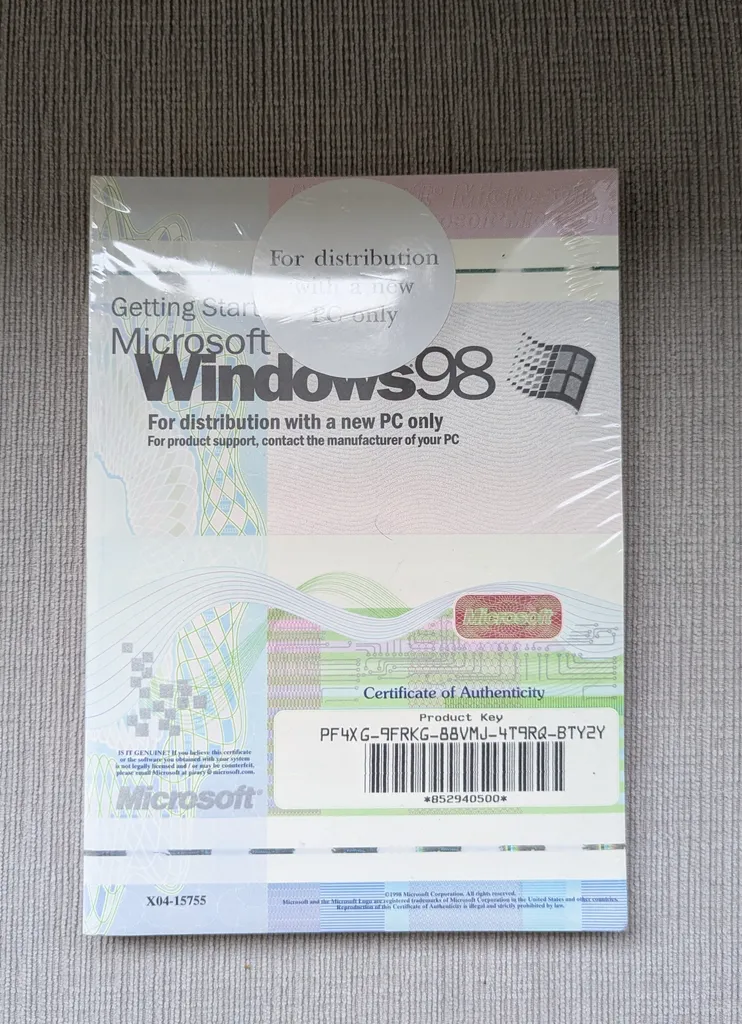 For distribution
with a new
PC only
Getting Start
Microsoft
Windows98
For distribution with a new PC only
For product support, contact the manufacturer of your PC
Microsoft
Certificate of Authenticity
Product Key
PF4XG-9FRKG-88VMJ-4T9RQ-BTY2Y
*852940500*
IS IT GENUINE? If you believe this certificate
or the software you obtained with your system
is not legally licensed and / or may be counterfeit,
please email Microsoft at piracy@microsoft.com.
Microsoft
X04-15755
©1998 Microsoft Corporation. All rights reserved.
Microsoft and the Microsoft Logo are registered trademarks of Microsoft Corporation in the United States and other countries.
Reproduction of this Certificate of Authenticity is illegal and strictly prohibited by law.